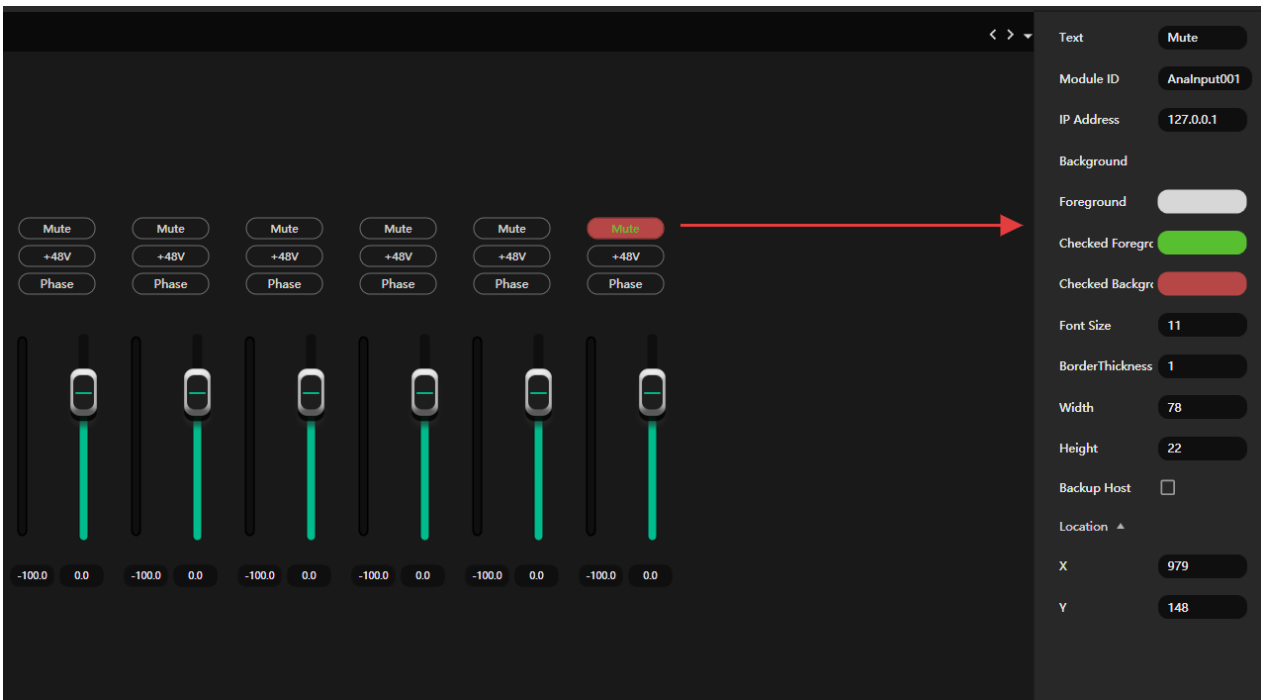 Text Mute
Module ID AnaInput001
IP Address 127.0.0.1
Background
Foreground
Checked Foregrc
Checked Backgrc
Font Size 11
BorderThickness 1
Width 78
Height 22
Backup Host
Location
X 979
Y 148
Mute Mute Mute Mute Mute Mute
+48V +48V +48V +48V +48V +48V
Phase Phase Phase Phase Phase Phase
-100.0 0.0 -100.0 0.0 -100.0 0.0 -100.0 0.0 -100.0 0.0 -100.0 0.0